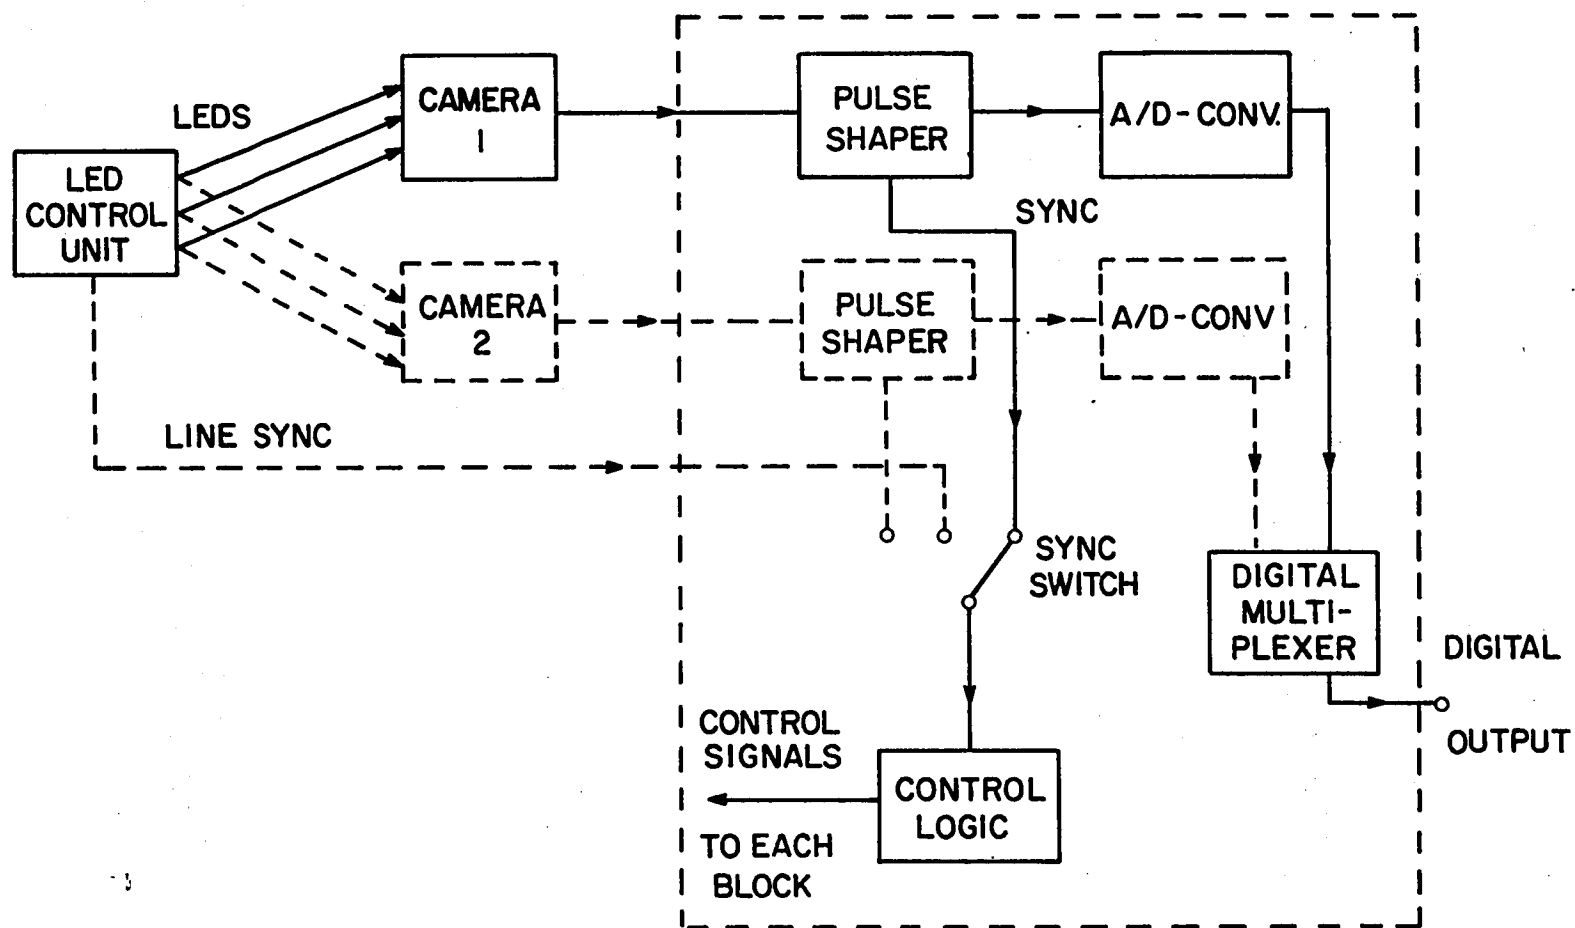 LEDS
LED
CONTROL
UNIT
CAMERA
1
PULSE
SHAPER
A/D-CONV.
SYNC
CAMERA
2
PULSE
SHAPER
A/D-CONV
LINE SYNC
SYNC
SWITCH
DIGITAL
MULTI-
PLEXER
DIGITAL
OUTPUT
CONTROL
SIGNALS
TO EACH
BLOCK
CONTROL
LOGIC